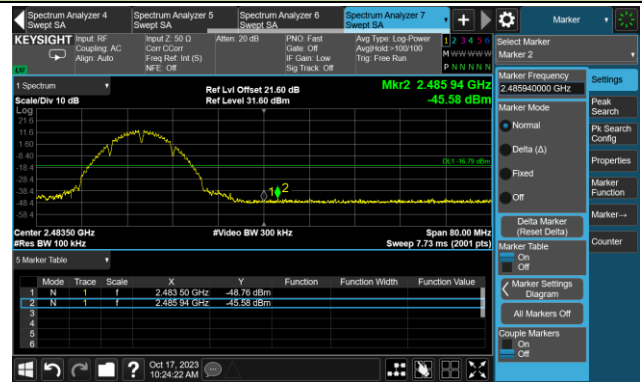 Spectrum Analyzer 4
Swept SA
Spectrum Analyzer 5
Swept SA
Spectrum Analyzer 6
Swept SA
Spectrum Analyzer 7
Swept SA
Marker
KEYSIGHT
Input: RF
Coupling: AC
Align: Auto
Input Z: 50 Ω
Corr CCorr
Freq Ref: Int (S)
NFE: Off
Atten: 20 dB
PNO: Fast
Gate: Off
IF Gain: Low
Sig Track: Off
Avg Type: Log-Power
Avg|Hold:>100/100
Trig: Free Run
1 2 3 4 5 6
M W W W W W
P N N N N N
Select Marker
Marker 2
1 Spectrum
Scale/Div 10 dB
Ref Lvl Offset 21.60 dB
Ref Level 31.60 dBm
Mkr2 2.485 94 GHz
-45.58 dBm
Log
21.6
11.6
1.60
-8.40
-18.4
-28.4
-38.4
-48.4
-58.4
DL1 -16.79 dBm
1 2
Center 2.48350 GHz
#Res BW 100 kHz
#Video BW 300 kHz
Span 80.00 MHz
Sweep 7.73 ms (2001 pts)
5 Marker Table
Mode Trace Scale X Y Function Function Width Function Value
1 N 1 f 2.483 50 GHz -48.76 dBm
2 N 1 f 2.485 94 GHz -45.58 dBm
3
4
5
6
Marker Frequency
2.485940000 GHz
Marker Mode
Normal
Delta (Δ)
Fixed
Off
Delta Marker
(Reset Delta)
Marker Table
On
Off
Marker Settings
Diagram
All Markers Off
Couple Markers
On
Off
Settings
Peak
Search
Pk Search
Config
Properties
Marker
Function
Marker→
Counter
Oct 17, 2023
10:24:22 AM